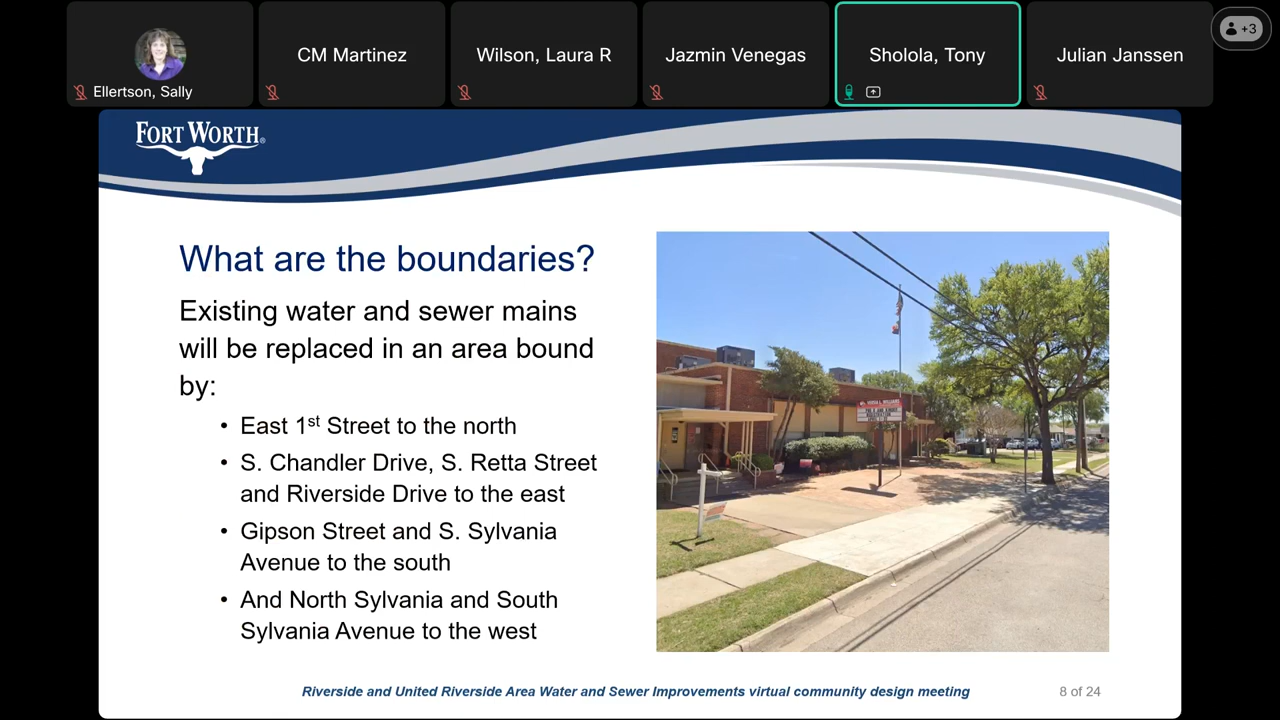 CM Martinez
Wilson, Laura R
Jazmin Venegas
Sholola, Tony
Julian Janssen
+3
Ellertson, Sally
FORT WORTH®
What are the boundaries?
Existing water and sewer mains
will be replaced in an area bound
by:
• East 1st Street to the north
• S. Chandler Drive, S. Retta Street
and Riverside Drive to the east
• Gipson Street and S. Sylvania
Avenue to the south
• And North Sylvania and South
Sylvania Avenue to the west
Riverside and United Riverside Area Water and Sewer Improvements virtual community design meeting
8 of 24